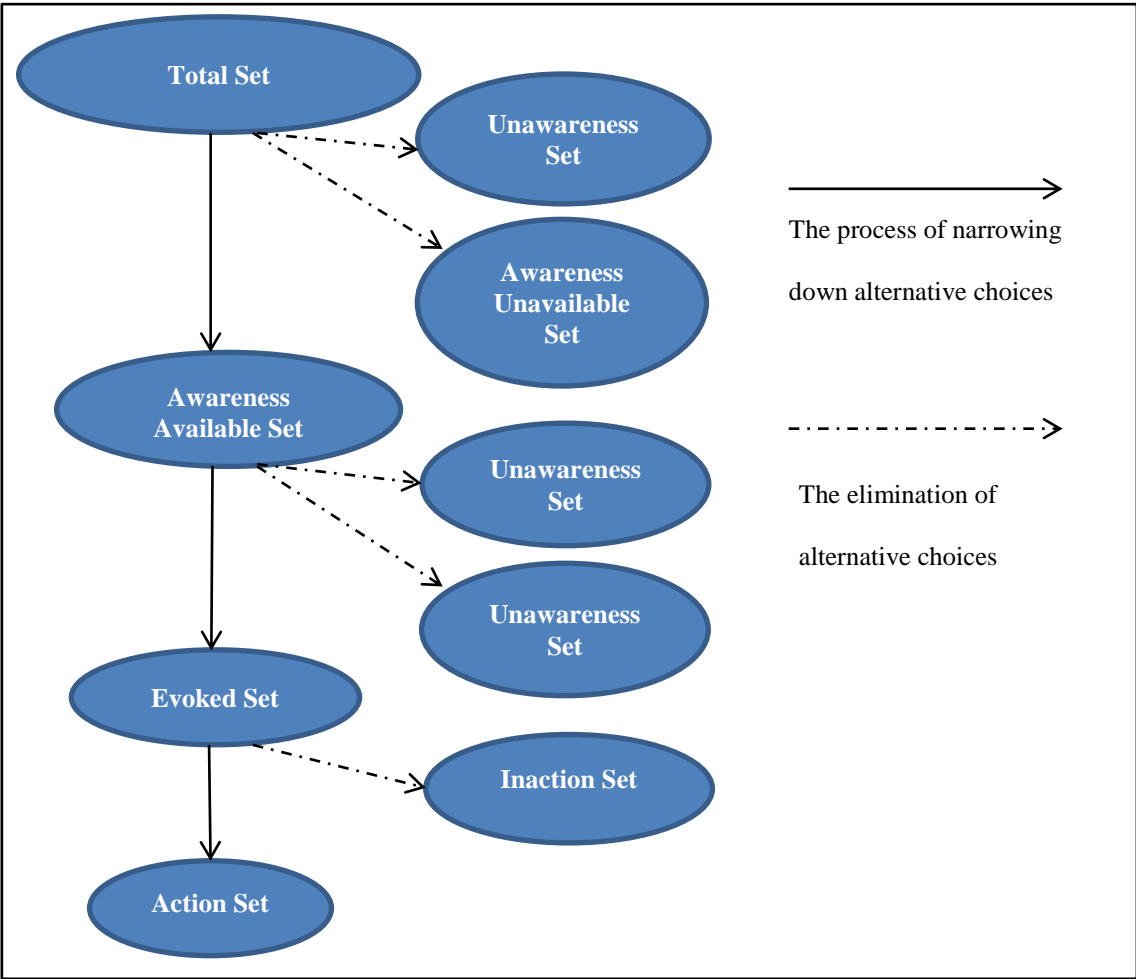 Total Set
Unawareness
Set
Awareness
Unavailable
Set
The process of narrowing
down alternative choices
Awareness
Available Set
Unawareness
Set
The elimination of
alternative choices
Unawareness
Set
Evoked Set
Inaction Set
Action Set